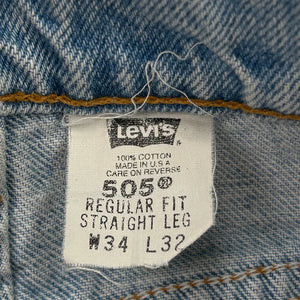 LEVI'S
100% COTTON
MADE IN U.S.A
CARE ON REVERSE
505®
REGULAR FIT
STRAIGHT LEG
W34 L32